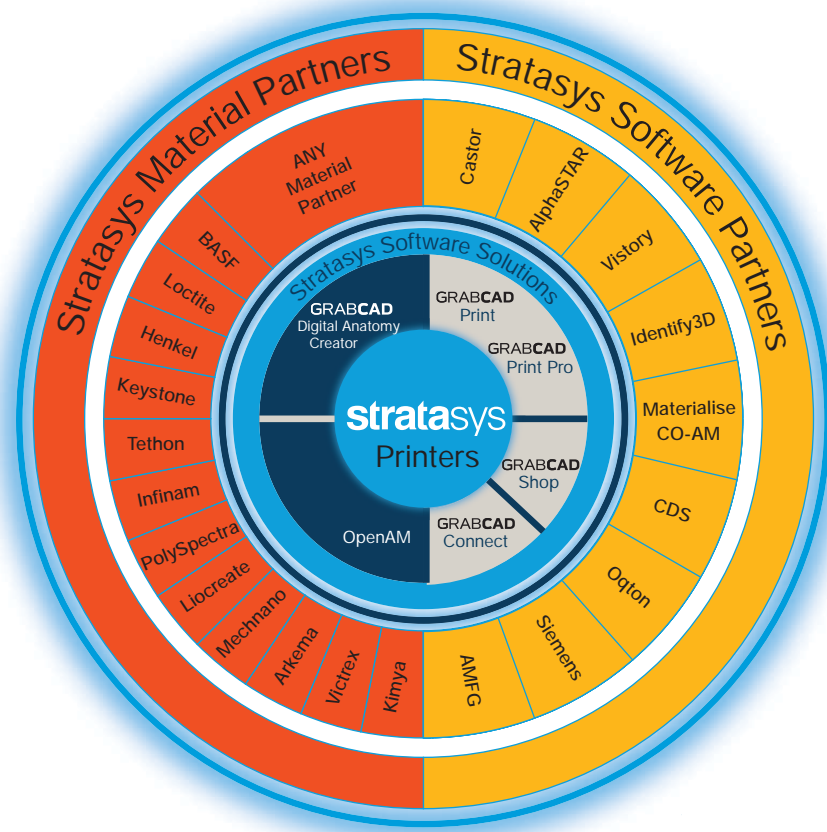 Stratasys Material Partners
Stratasys Software Partners
ANY
Material
Partner
BASF
Loctite
Henkel
Keystone
Tethon
Infinam
PolySpectra
Liocreate
Mechnano
Arkema
Victrex
Kimya
Castor
AlphaSTAR
Vistory
Identify3D
Materialise
CO-AM
CDS
Oqton
Siemens
AMFG
Stratasys Software Solutions
GRABCAD
Digital Anatomy
Creator
GRABCAD
Print
GRABCAD
Print Pro
GRABCAD
Shop
GRABCAD
Connect
OpenAM
stratasys
Printers